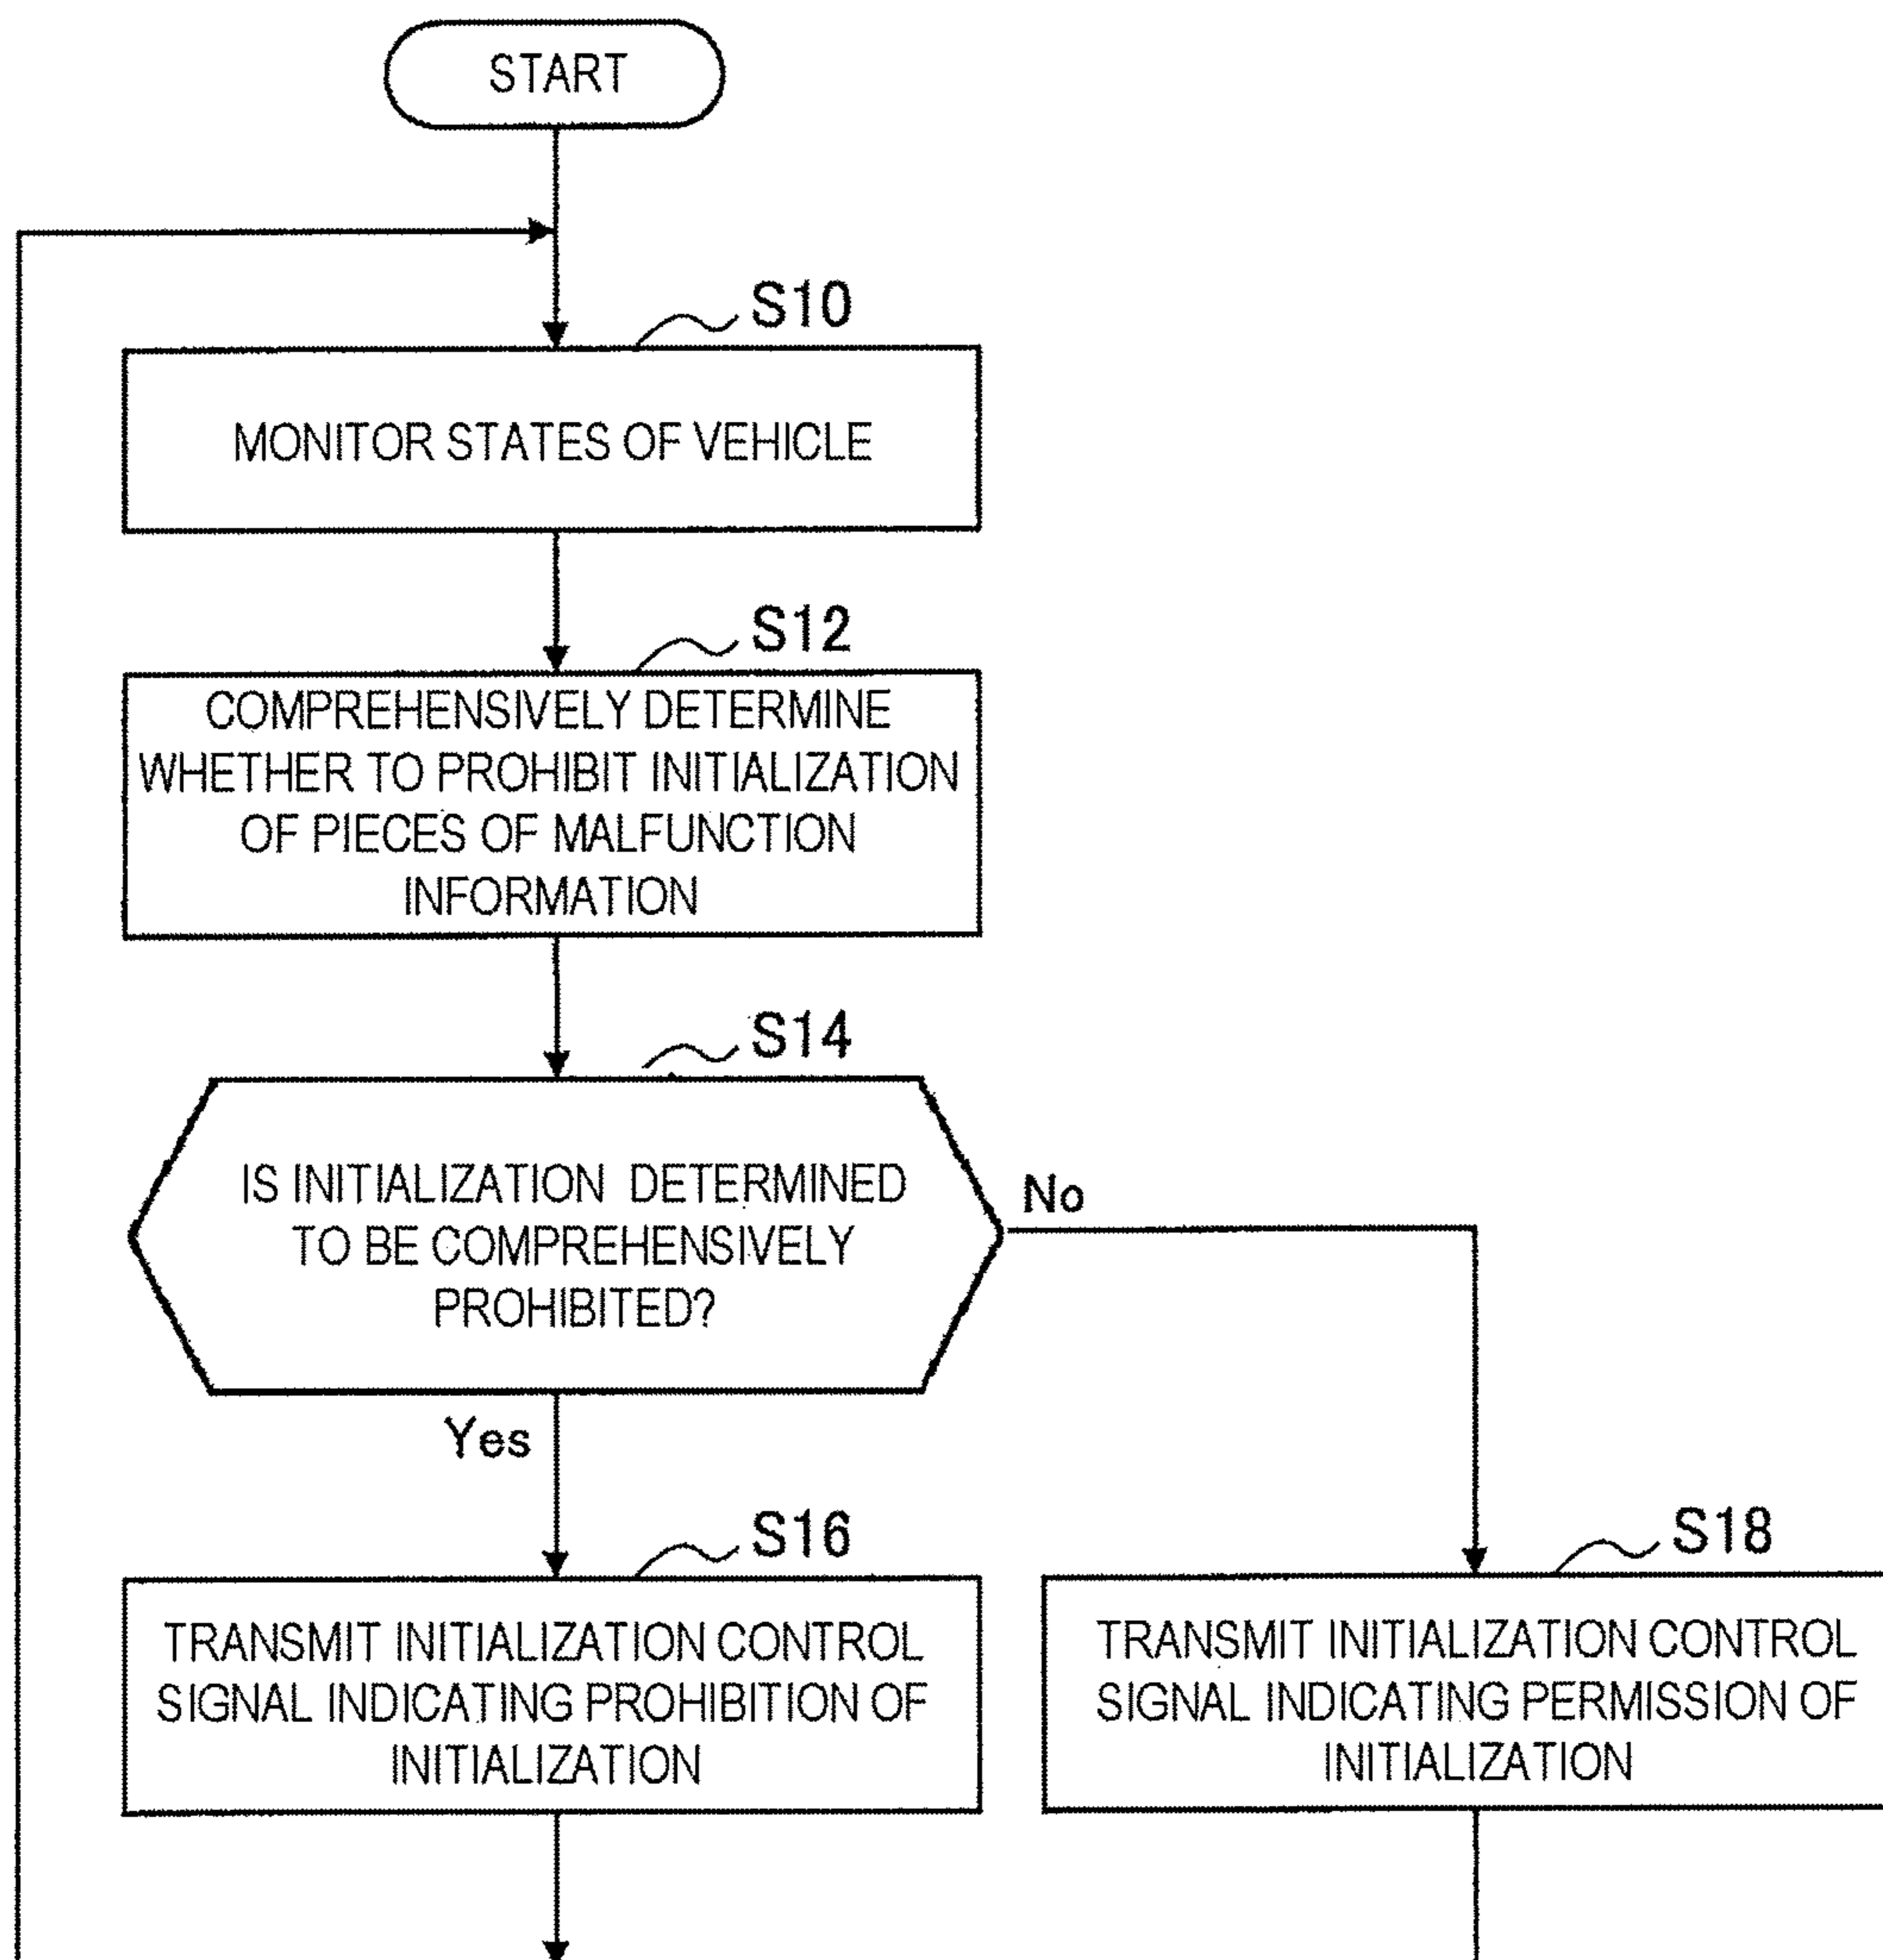 START
S10
MONITOR STATES OF VEHICLE
S12
COMPREHENSIVELY DETERMINE
WHETHER TO PROHIBIT INITIALIZATION
OF PIECES OF MALFUNCTION
INFORMATION
S14
IS INITIALIZATION DETERMINED
TO BE COMPREHENSIVELY
PROHIBITED?
No
Yes
S16
TRANSMIT INITIALIZATION CONTROL
SIGNAL INDICATING PROHIBITION OF
INITIALIZATION
S18
TRANSMIT INITIALIZATION CONTROL
SIGNAL INDICATING PERMISSION OF
INITIALIZATION